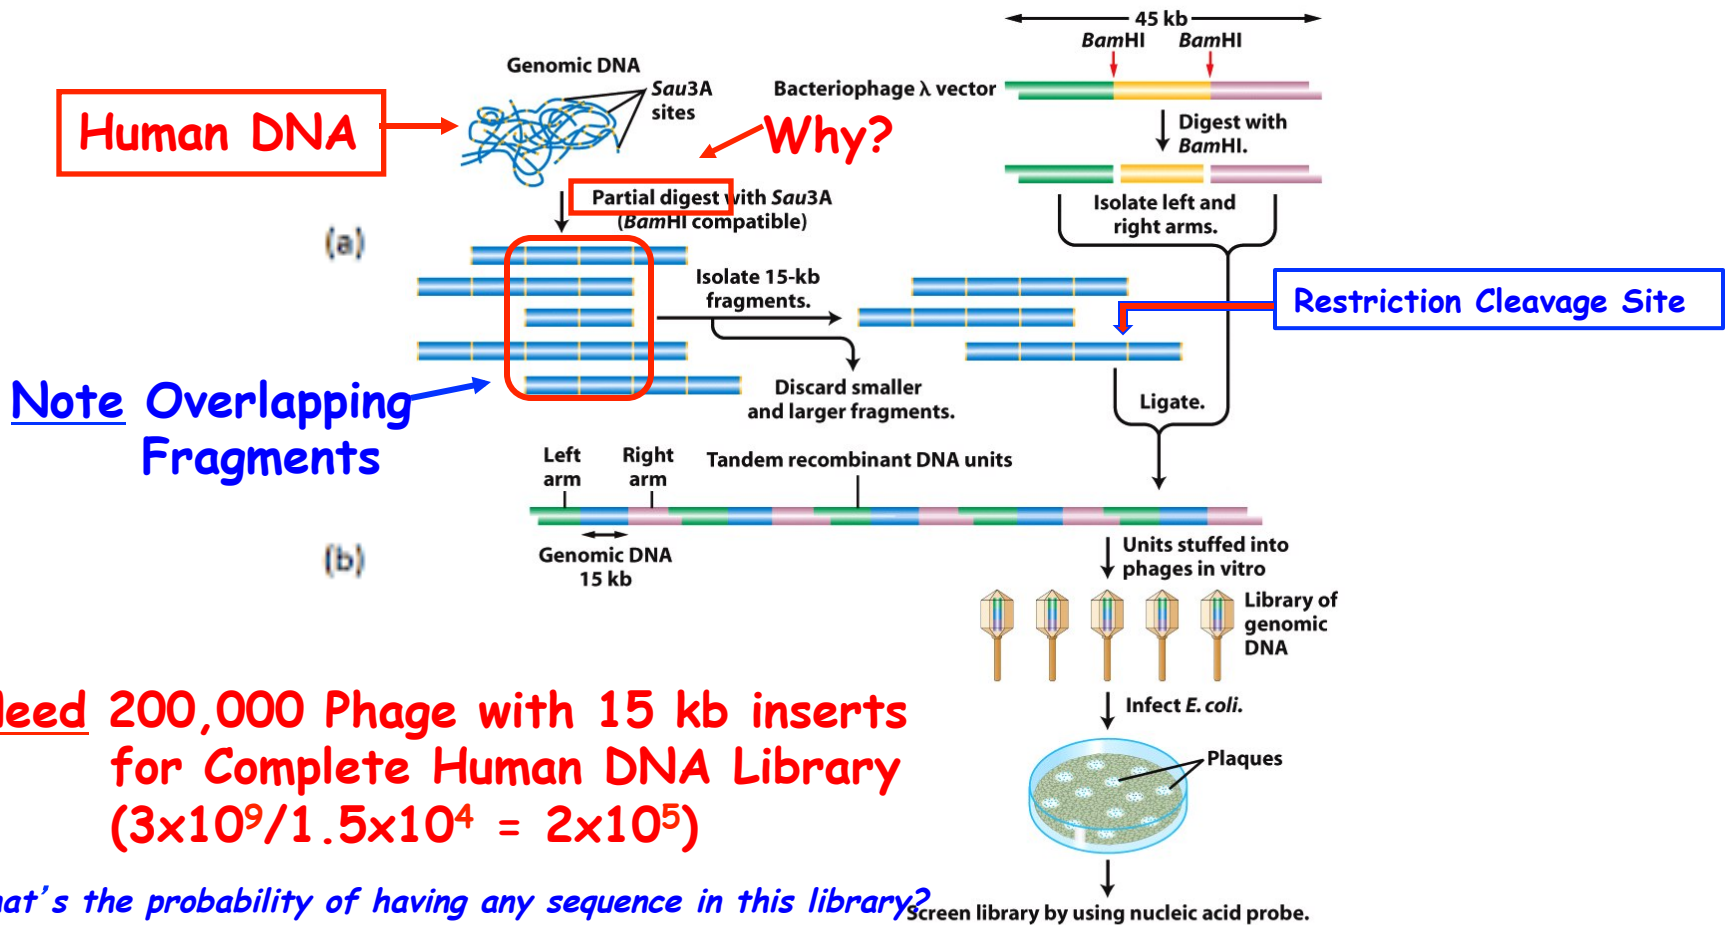 45 kb
BamHI BamHI
Genomic DNA
Sau3A
sites
Bacteriophage λ vector
Human DNA
Why?
Digest with
BamHI.
Partial digest with Sau3A
(BamHI compatible)
Isolate left and
right arms.
(a)
Isolate 15-kb
fragments.
Restriction Cleavage Site
Note Overlapping
Fragments
Discard smaller
and larger fragments.
Ligate.
Left
arm
Right
arm
Tandem recombinant DNA units
(b)
Genomic DNA
15 kb
Units stuffed into
phages in vitro
Library of
genomic
DNA
Infect E. coli.
eed 200,000 Phage with 15 kb inserts
for Complete Human DNA Library
(3x10⁹/1.5x10⁴ = 2x10⁵)
Plaques
at's the probability of having any sequence in this library?
Screen library by using nucleic acid probe.